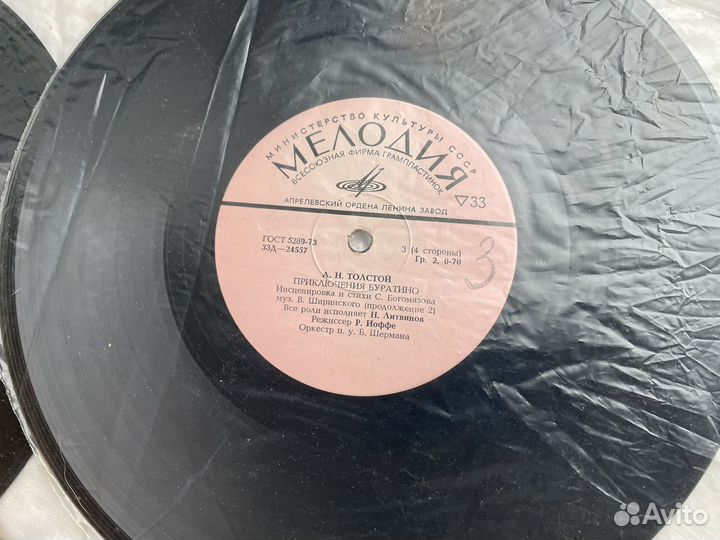 МИНИСТЕРСТВО КУЛЬТУРЫ СССР
МЕЛОДИЯ
ВСЕСОЮЗНАЯ ФИРМА ГРАМПЛАСТИНОК
▽33
АПРЕЛЕВСКИЙ ОРДЕНА ЛЕНИНА ЗАВОД
ГОСТ 5289-73
33Д—24557
3 (4 стороны)
Гр. 2. 0-70
3
А. Н. ТОЛСТОЙ
ПРИКЛЮЧЕНИЯ БУРАТИНО
Инсценировка и стихи С. Богомазова
муз. В. Ширинского (продолжение 2)
Все роли исполняет Н. Литвинов
Режиссер Р. Иоффе
Оркестр п. у. Б. Шермана
Avito